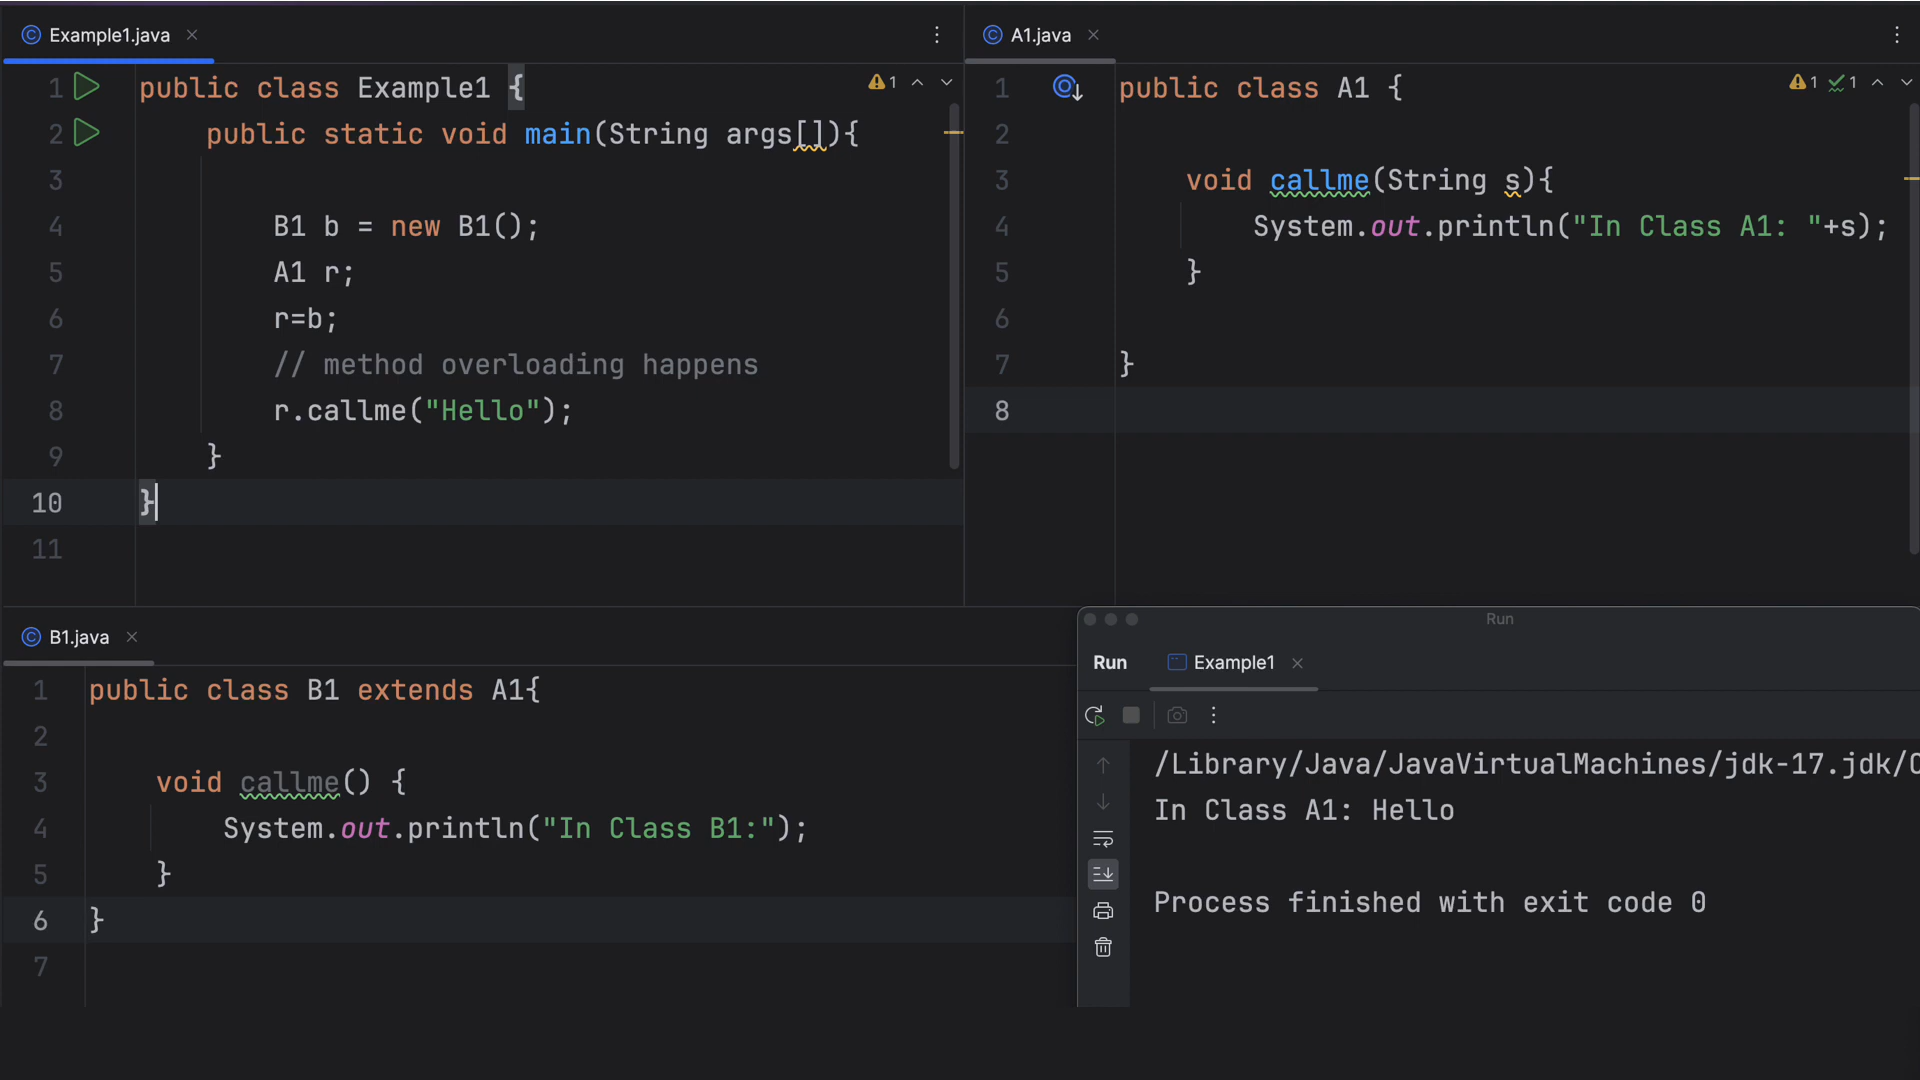 Example1.java
1 public class Example1 {
2 public static void main(String args[]){
3
4 B1 b = new B1();
5 A1 r;
6 r=b;
7 // method overloading happens
8 r.callme("Hello");
9 }
10 }
11
1
A1.java
1 public class A1 {
2
3 void callme(String s){
4 System.out.println("In Class A1: "+s);
5 }
6
7 }
8
1 1
B1.java
1 public class B1 extends A1{
2
3 void callme() {
4 System.out.println("In Class B1:");
5 }
6 }
7
Run
Run Example1
/Library/Java/JavaVirtualMachines/jdk-17.jdk/
In Class A1: Hello
Process finished with exit code 0